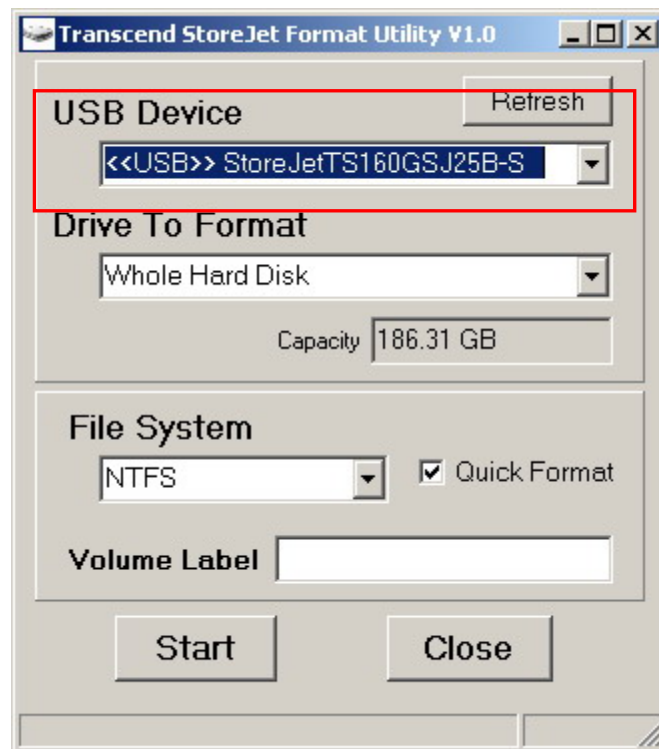 Transcend StoreJet Format Utility V1.0
Refresh
USB Device
<<USB>> StoreJetTS160GSJ25B-S
Drive To Format
Whole Hard Disk
Capacity 186.31 GB
File System
NTFS Quick Format
Volume Label
Start Close